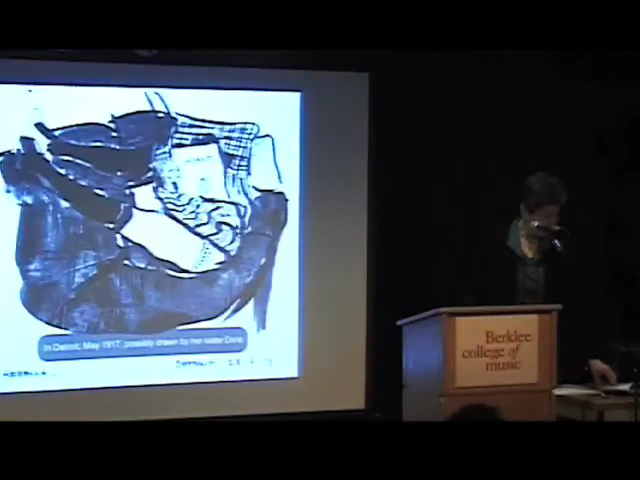 In Detroit, May 1917, possibly drawn by her sister Dora
Berklee
college of
music